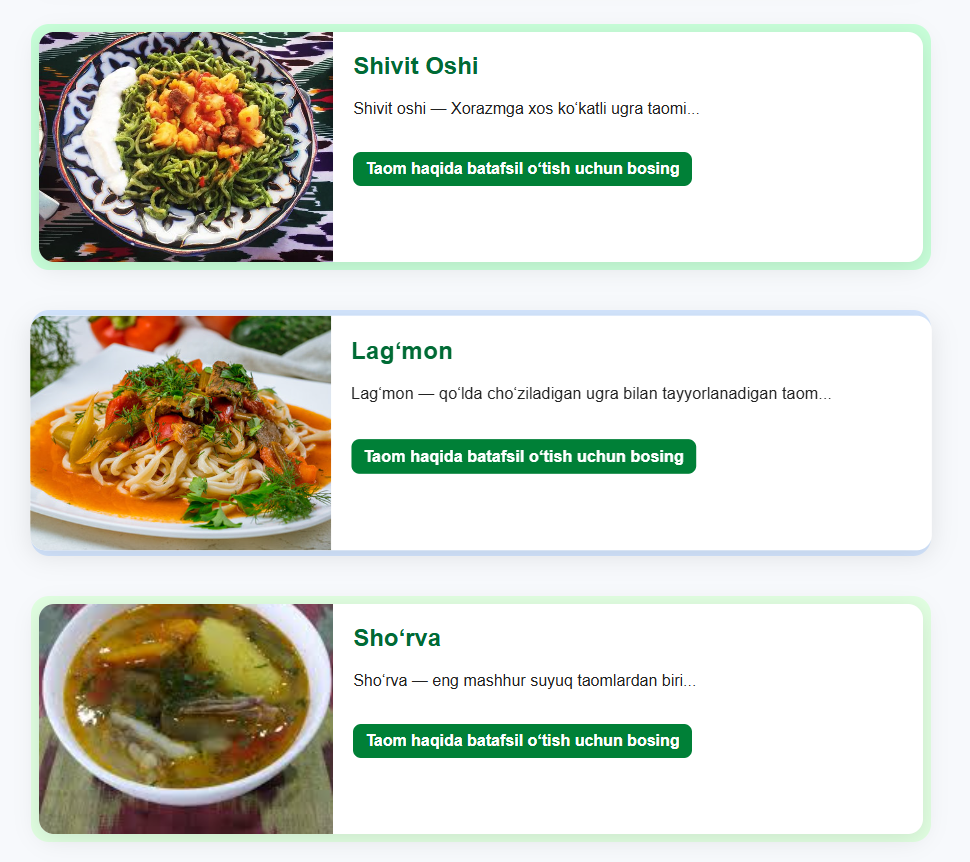 Shivit Oshi
Shivit oshi — Xorazmga xos ko‘katli ugra taomi...
Taom haqida batafsil o‘tish uchun bosing
Lag‘mon
Lag‘mon — qo‘lda cho‘ziladigan ugra bilan tayyorlanadigan taom...
Taom haqida batafsil o‘tish uchun bosing
Sho‘rva
Sho‘rva — eng mashhur suyuq taomlardan biri...
Taom haqida batafsil o‘tish uchun bosing